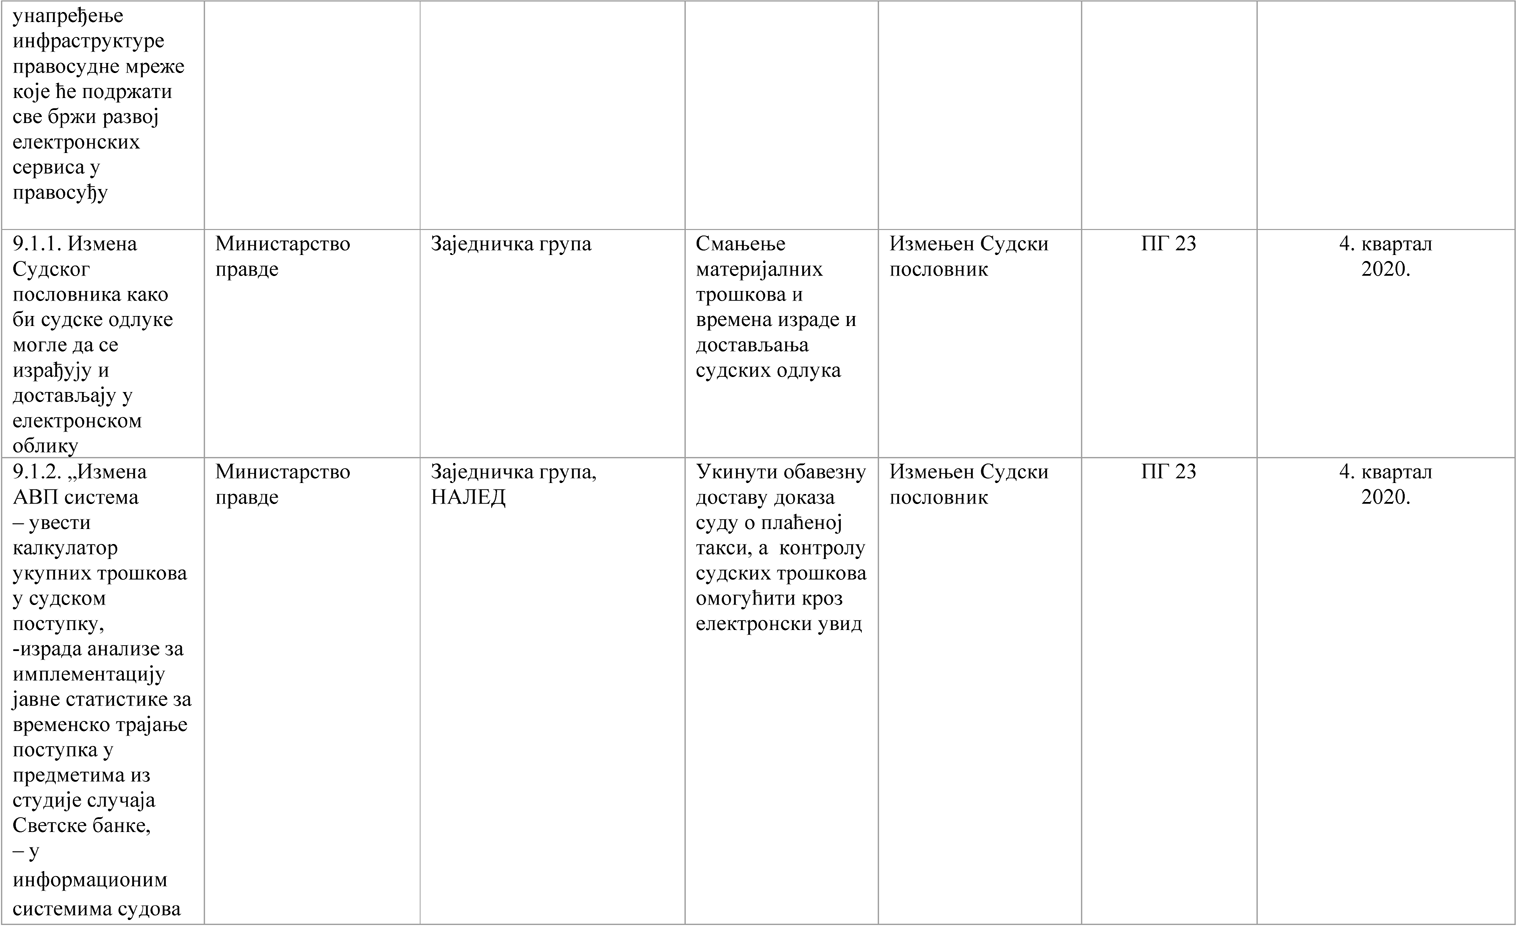 унапређење
инфраструктуре
правосудне мреже
које ће подржати
све бржи развој
електронских
сервиса у
правосуђу
9.1.1. Измена
Судског
пословника како
би судске одлуке
могле да се
израђују и
достављају у
електронском
облику
Министарство
правде
Заједничка група
Смањење
материјалних
трошкова и
времена израде и
достављања
судских одлука
Измењен Судски
пословник
ПГ 23
4. квартал
2020.
9.1.2. „Измена
АВП система
– увести
калкулатор
укупних трошкова
у судском
поступку,
-израда анализе за
имплементацију
јавне статистике за
временско трајање
поступка у
предметима из
студије случаја
Светске банке,
– у
информационим
системима судова
Министарство
правде
Заједничка група,
НАЛЕД
Укинути обавезну
доставу доказа
суду о плаћеној
такси, а  контролу
судских трошкова
омогућити кроз
електронски увид
Измењен Судски
пословник
ПГ 23
4. квартал
2020.